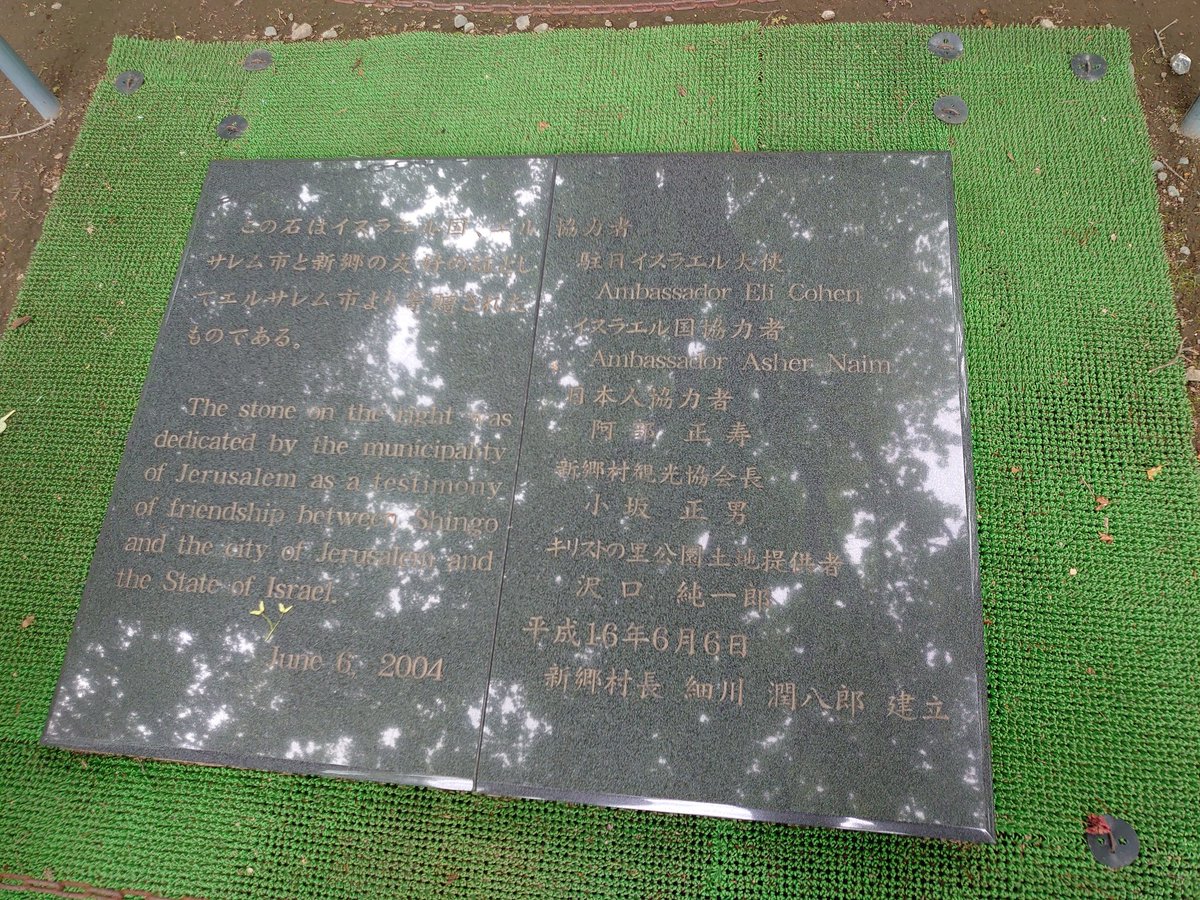 この石はイスラエル国、エル
サレム市と新郷の友好の証として
エルサレム市より寄贈された
ものである。
The stone on the right was
dedicated by the municipality
of Jerusalem as a testimony
of friendship between Shingo
and the city of Jerusalem and
the State of Israel.
June 6, 2004
協力者
駐日イスラエル大使
Ambassador Eli Cohen
イスラエル国協力者
Ambassador Asher Naim
日本人協力者
阿部 正寿
新郷村観光協会長
小坂 正男
キリストの里公園土地提供者
沢口 純一郎
平成16年6月6日
新郷村長 細川 潤八郎 建立